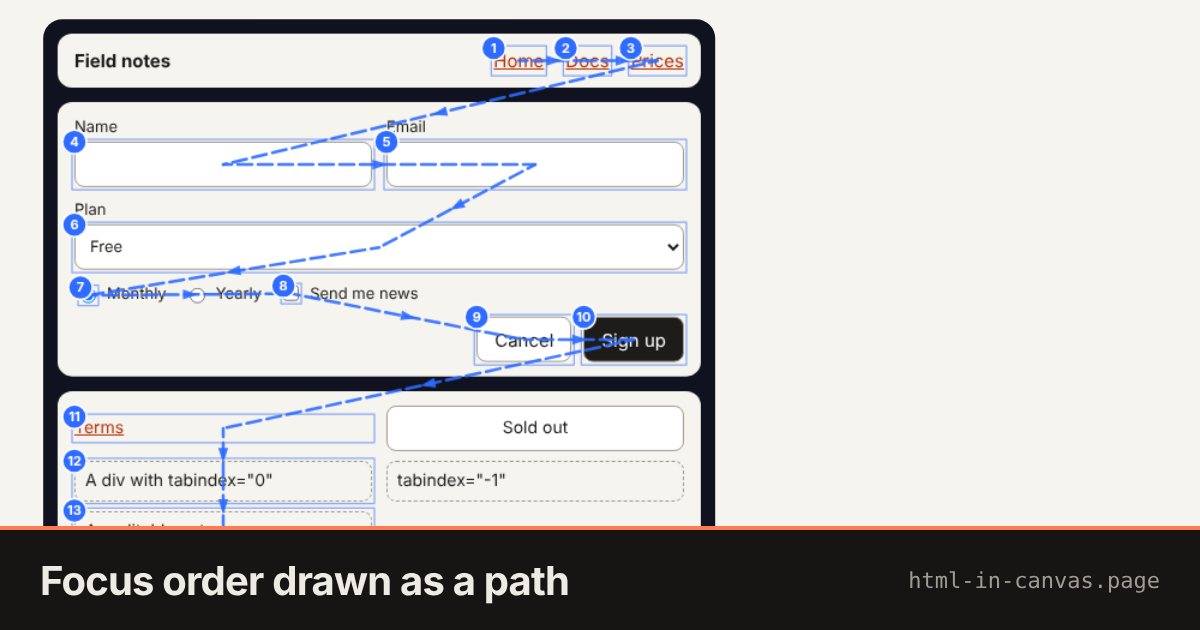 Field notes
1 Home 2 Docs 3 Prices
Name Email
4 5
Plan
6 Free
7 Monthly Yearly 8 Send me news
9 Cancel 10 Sign up
11 Terms Sold out
12 A div with tabindex="0" tabindex="-1"
13
Focus order drawn as a path
html-in-canvas.page